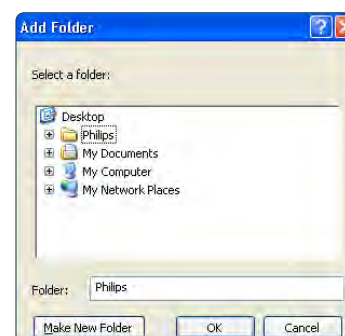 Add Folder
Select a folder:
Desktop
Philips
My Documents
My Computer
My Network Places
Folder: Philips
Make New Folder OK Cancel